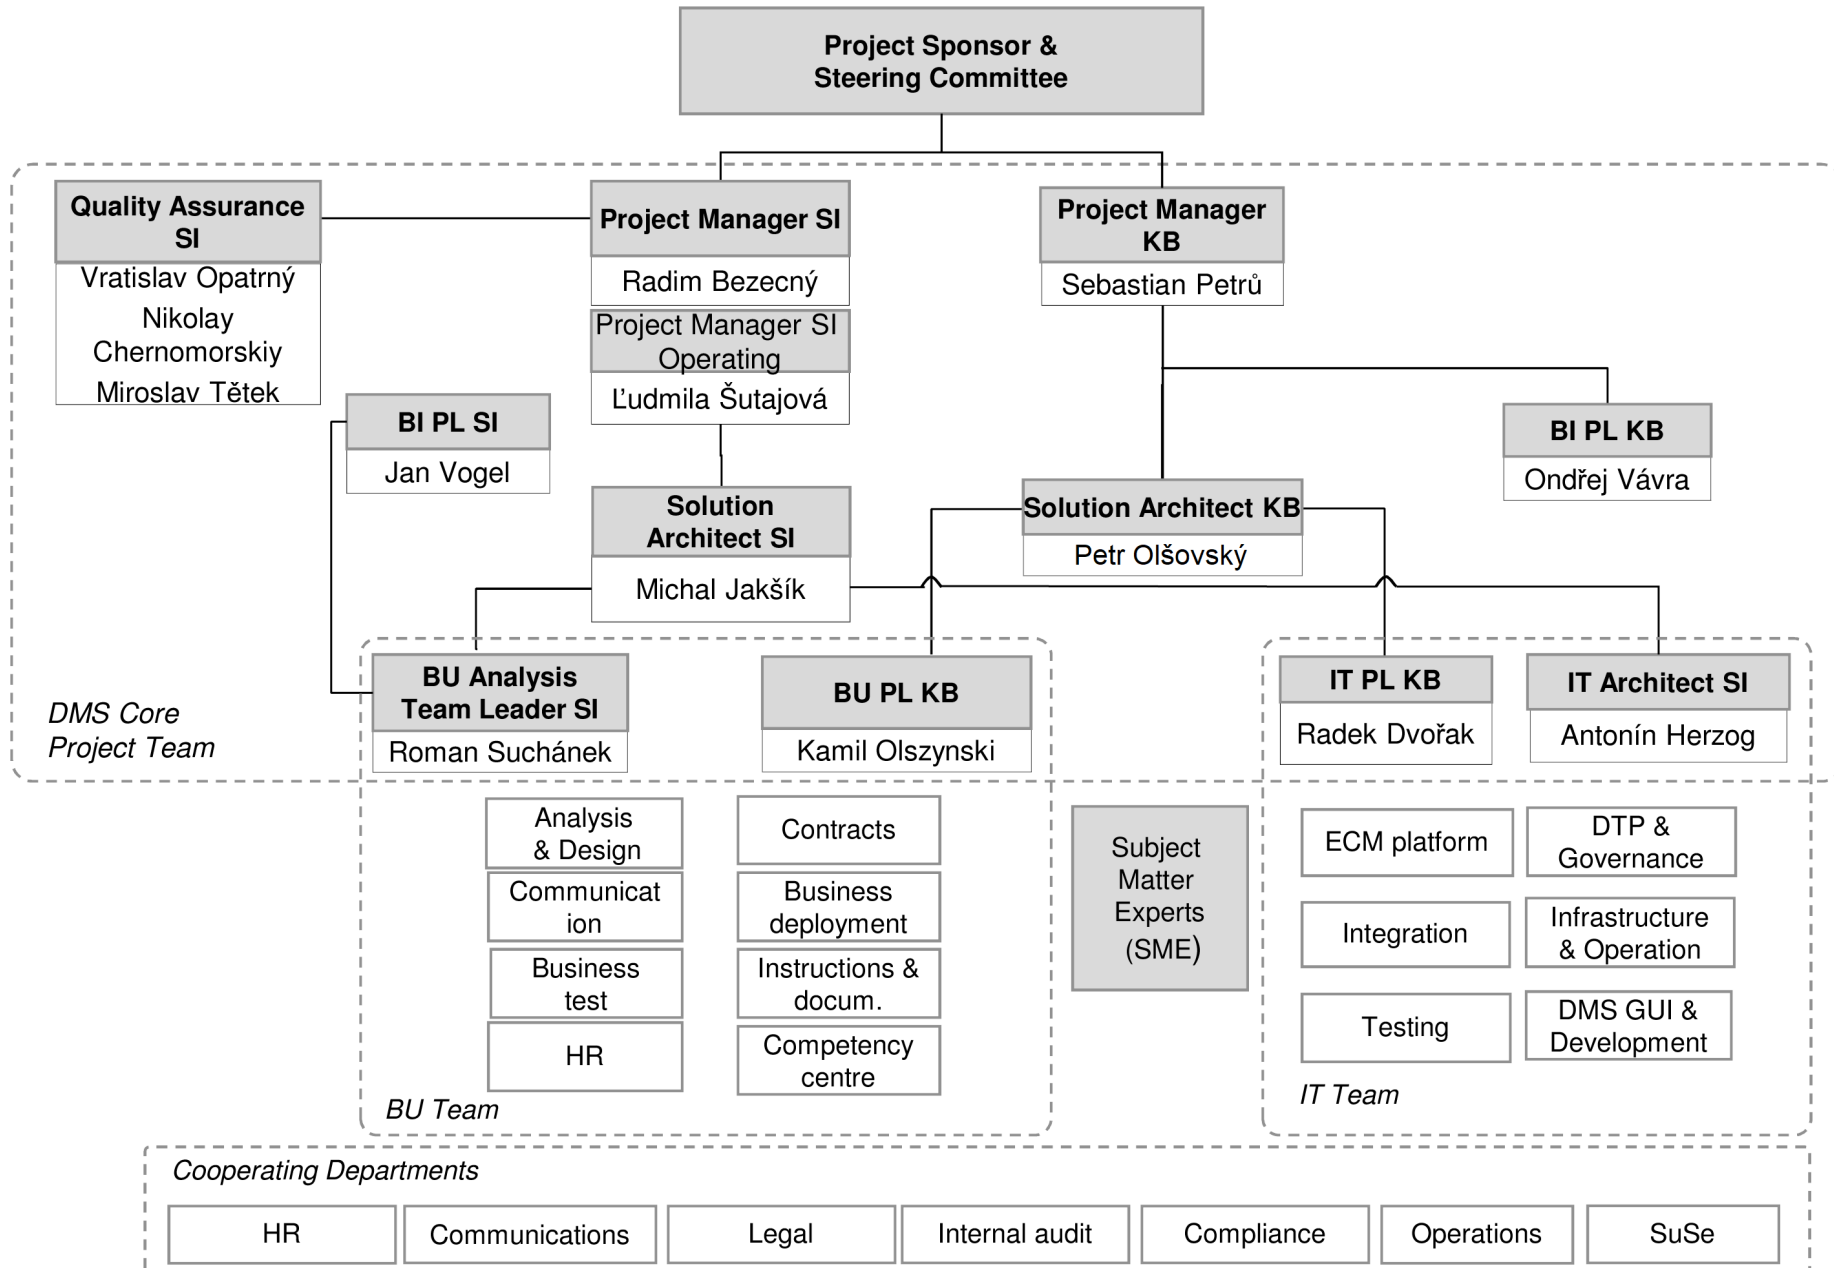 Project Sponsor &
Steering Committee
Quality Assurance
SI
Vratislav Opatrný
Nikolay
Chernomorskiy
Miroslav Tětek
Project Manager SI
Radim Bezecný
Project Manager SI
Operating
Ľudmila Šutajová
Project Manager
KB
Sebastian Petrů
BI PL SI
Jan Vogel
BI PL KB
Ondřej Vávra
Solution
Architect SI
Michal Jakšík
Solution Architect KB
Petr Olšovský
DMS Core
Project Team
BU Analysis
Team Leader SI
Roman Suchánek
BU PL KB
Kamil Olszynski
IT PL KB
Radek Dvořak
IT Architect SI
Antonín Herzog
Analysis
& Design
Communicat
ion
Business
test
HR
Contracts
Business
deployment
Instructions &
docum.
Competency
centre
BU Team
Subject
Matter
Experts
(SME)
ECM platform
Integration
Testing
DTP &
Governance
Infrastructure
& Operation
DMS GUI &
Development
IT Team
Cooperating Departments
HR
Communications
Legal
Internal audit
Compliance
Operations
SuSe